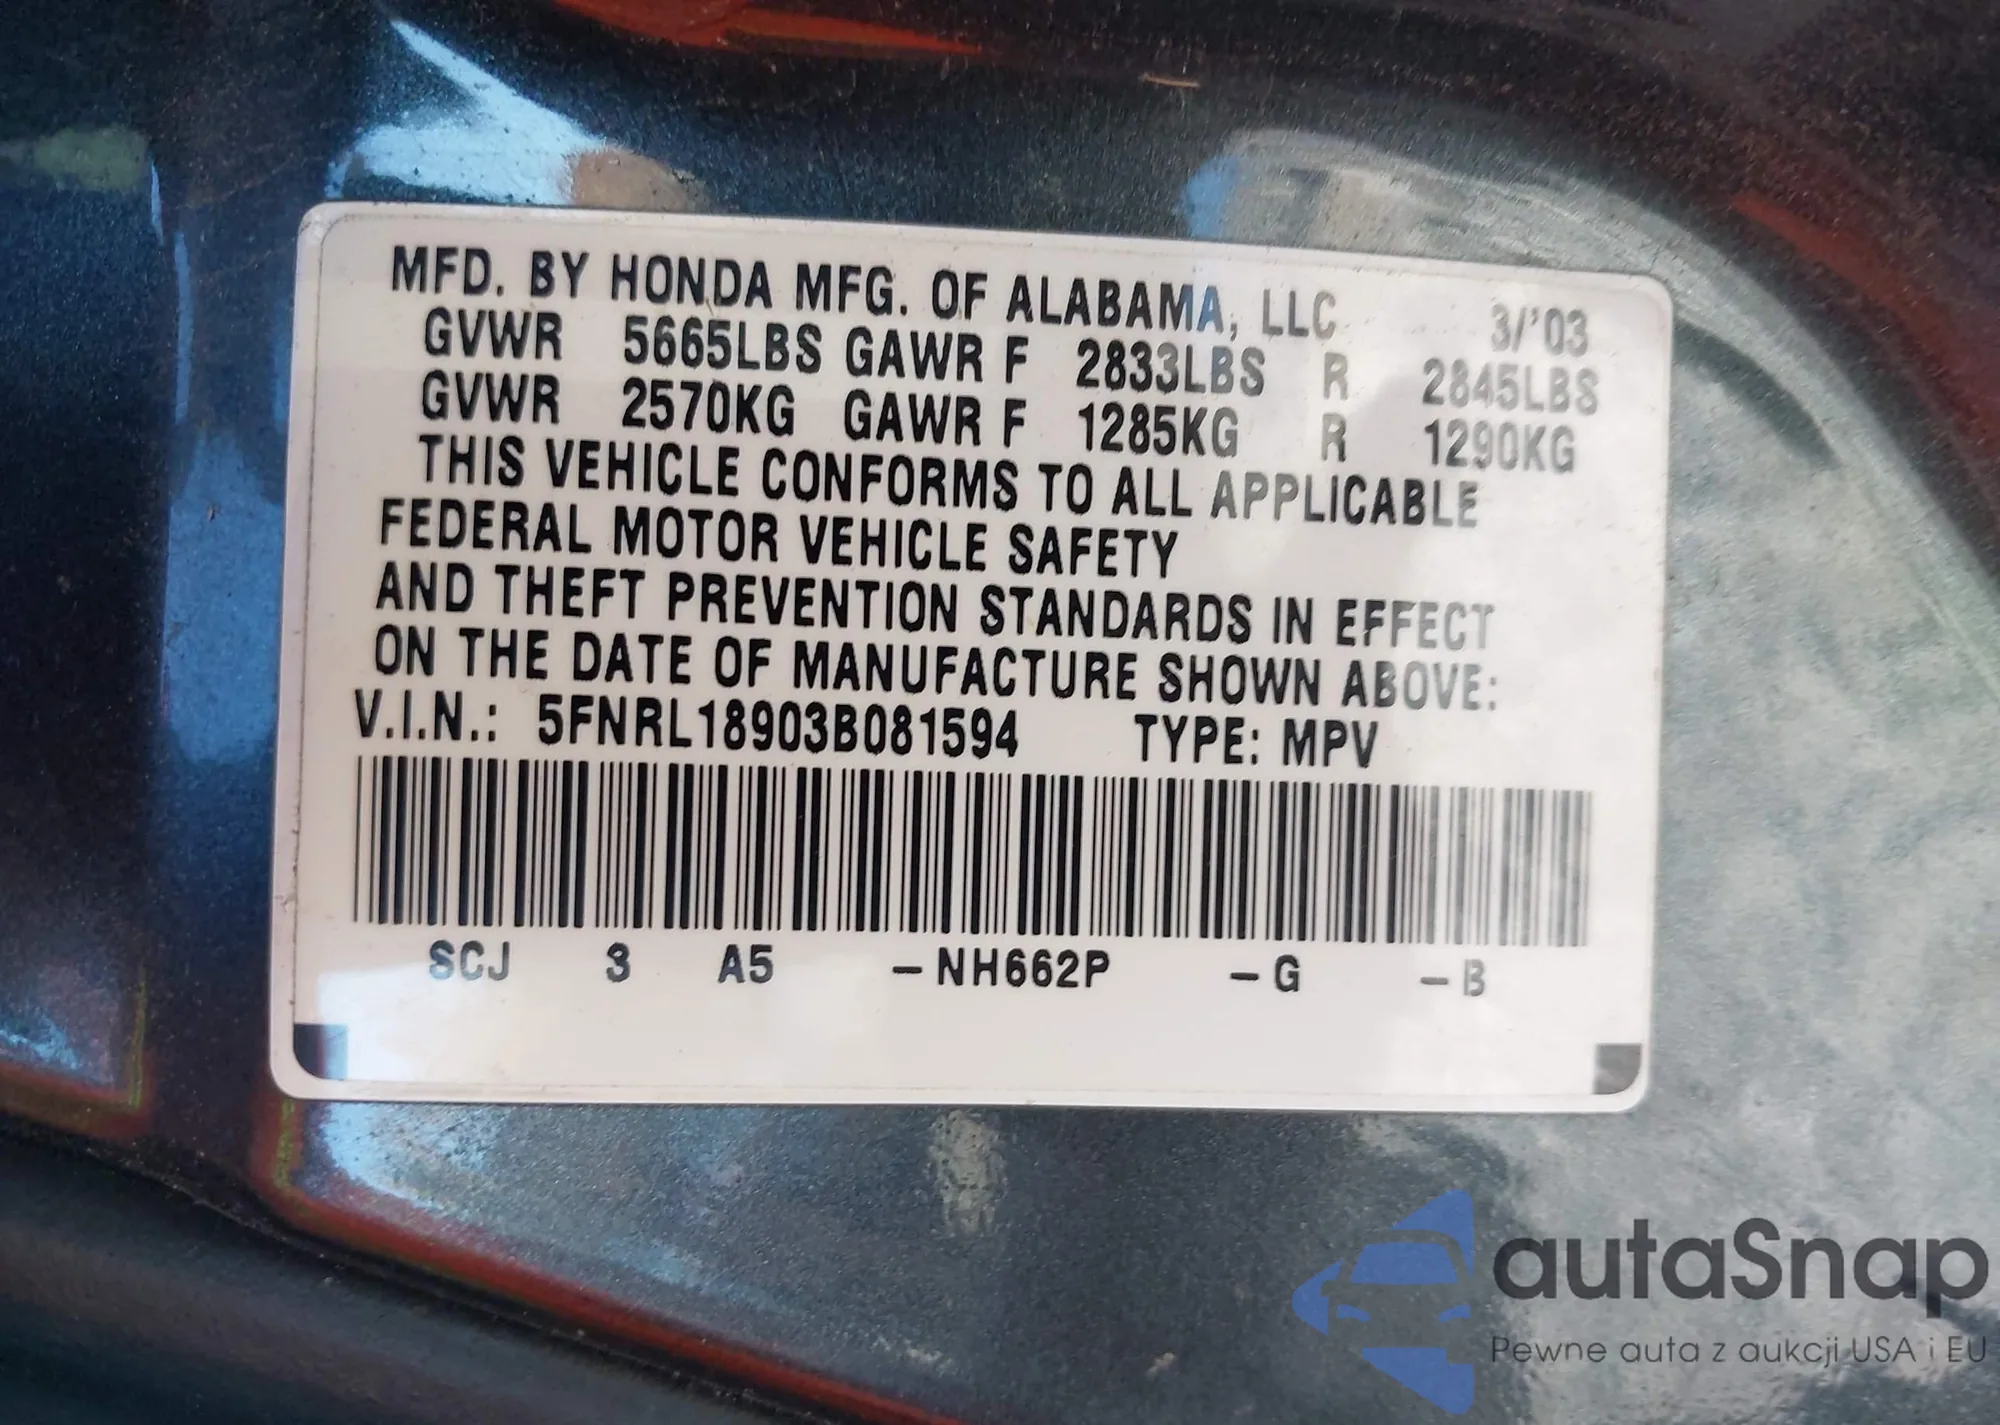 MFD. BY HONDA MFG. OF ALABAMA, LLC 3/'03
GVWR 5665LBS GAWR F 2833LBS R 2845LBS
GVWR 2570KG GAWR F 1285KG R 1290KG
THIS VEHICLE CONFORMS TO ALL APPLICABLE
FEDERAL MOTOR VEHICLE SAFETY
AND THEFT PREVENTION STANDARDS IN EFFECT
ON THE DATE OF MANUFACTURE SHOWN ABOVE:
V.I.N.: 5FNRL18903B081594 TYPE: MPV
SCJ 3 A5 –NH662P –G –B
autaSnap
Pewne auta z aukcji USA i EU